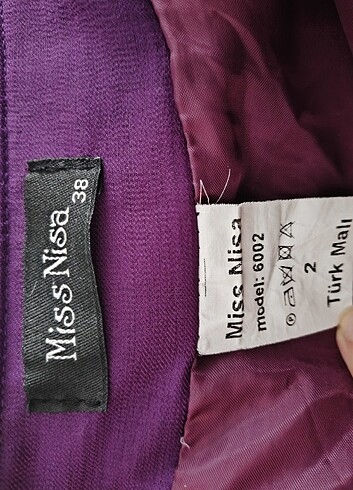 Miss Nisa
38
Miss Nisa
model: 6002
2
Türk Malı